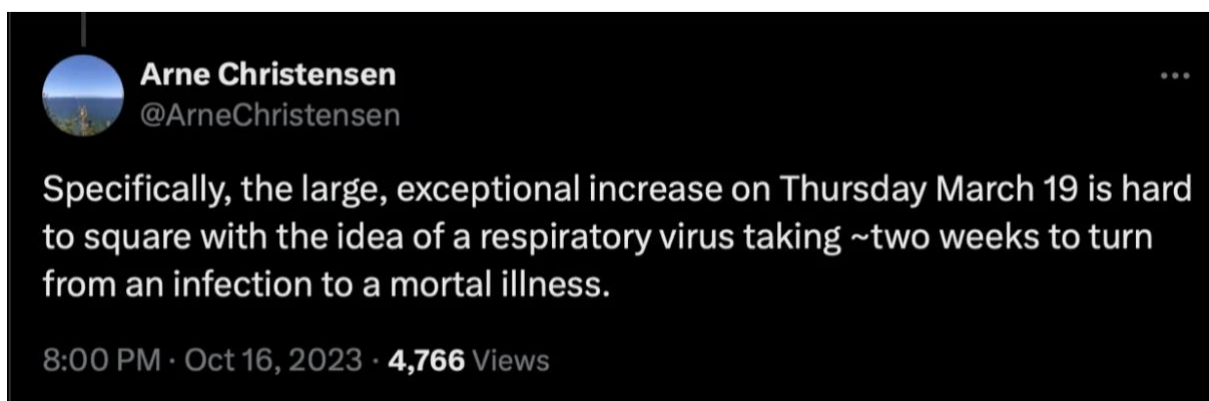 Arne Christensen
@ArneChristensen
Specifically, the large, exceptional increase on Thursday March 19 is hard
to square with the idea of a respiratory virus taking ~two weeks to turn
from an infection to a mortal illness.
8:00 PM · Oct 16, 2023 · 4,766 Views